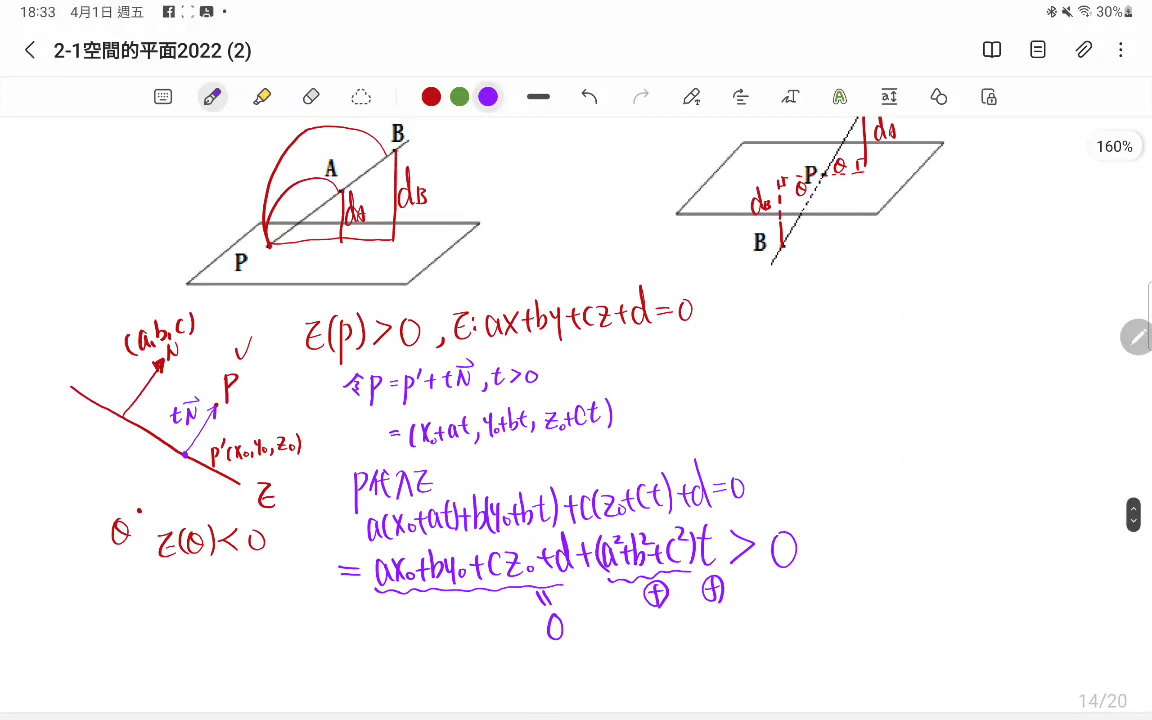 18:33 4月1日 週五 30%
2-1空間的平面2022 (2)
160%
B
A
dA
dB
P
dA
P
θ
θ
dB
B
(a,b,c)
N
E(p)>0 , E: ax+by+cz+d=0
P
令P=P'+tN, t>0
tN
=(x₀+at, y₀+bt, z₀+ct)
P'(x₀,y₀,z₀)
P代入E
E
a(x₀+at)+b(y₀+bt)+c(z₀+ct)+d=0
Q
E(Q)<0
=ax₀+by₀+cz₀+d+(a²+b²+c²)t>0
0
+
+
14/20